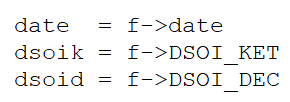 date  = f->date
dsoik = f->DSOI_KET
dsoid = f->DSOI_DEC